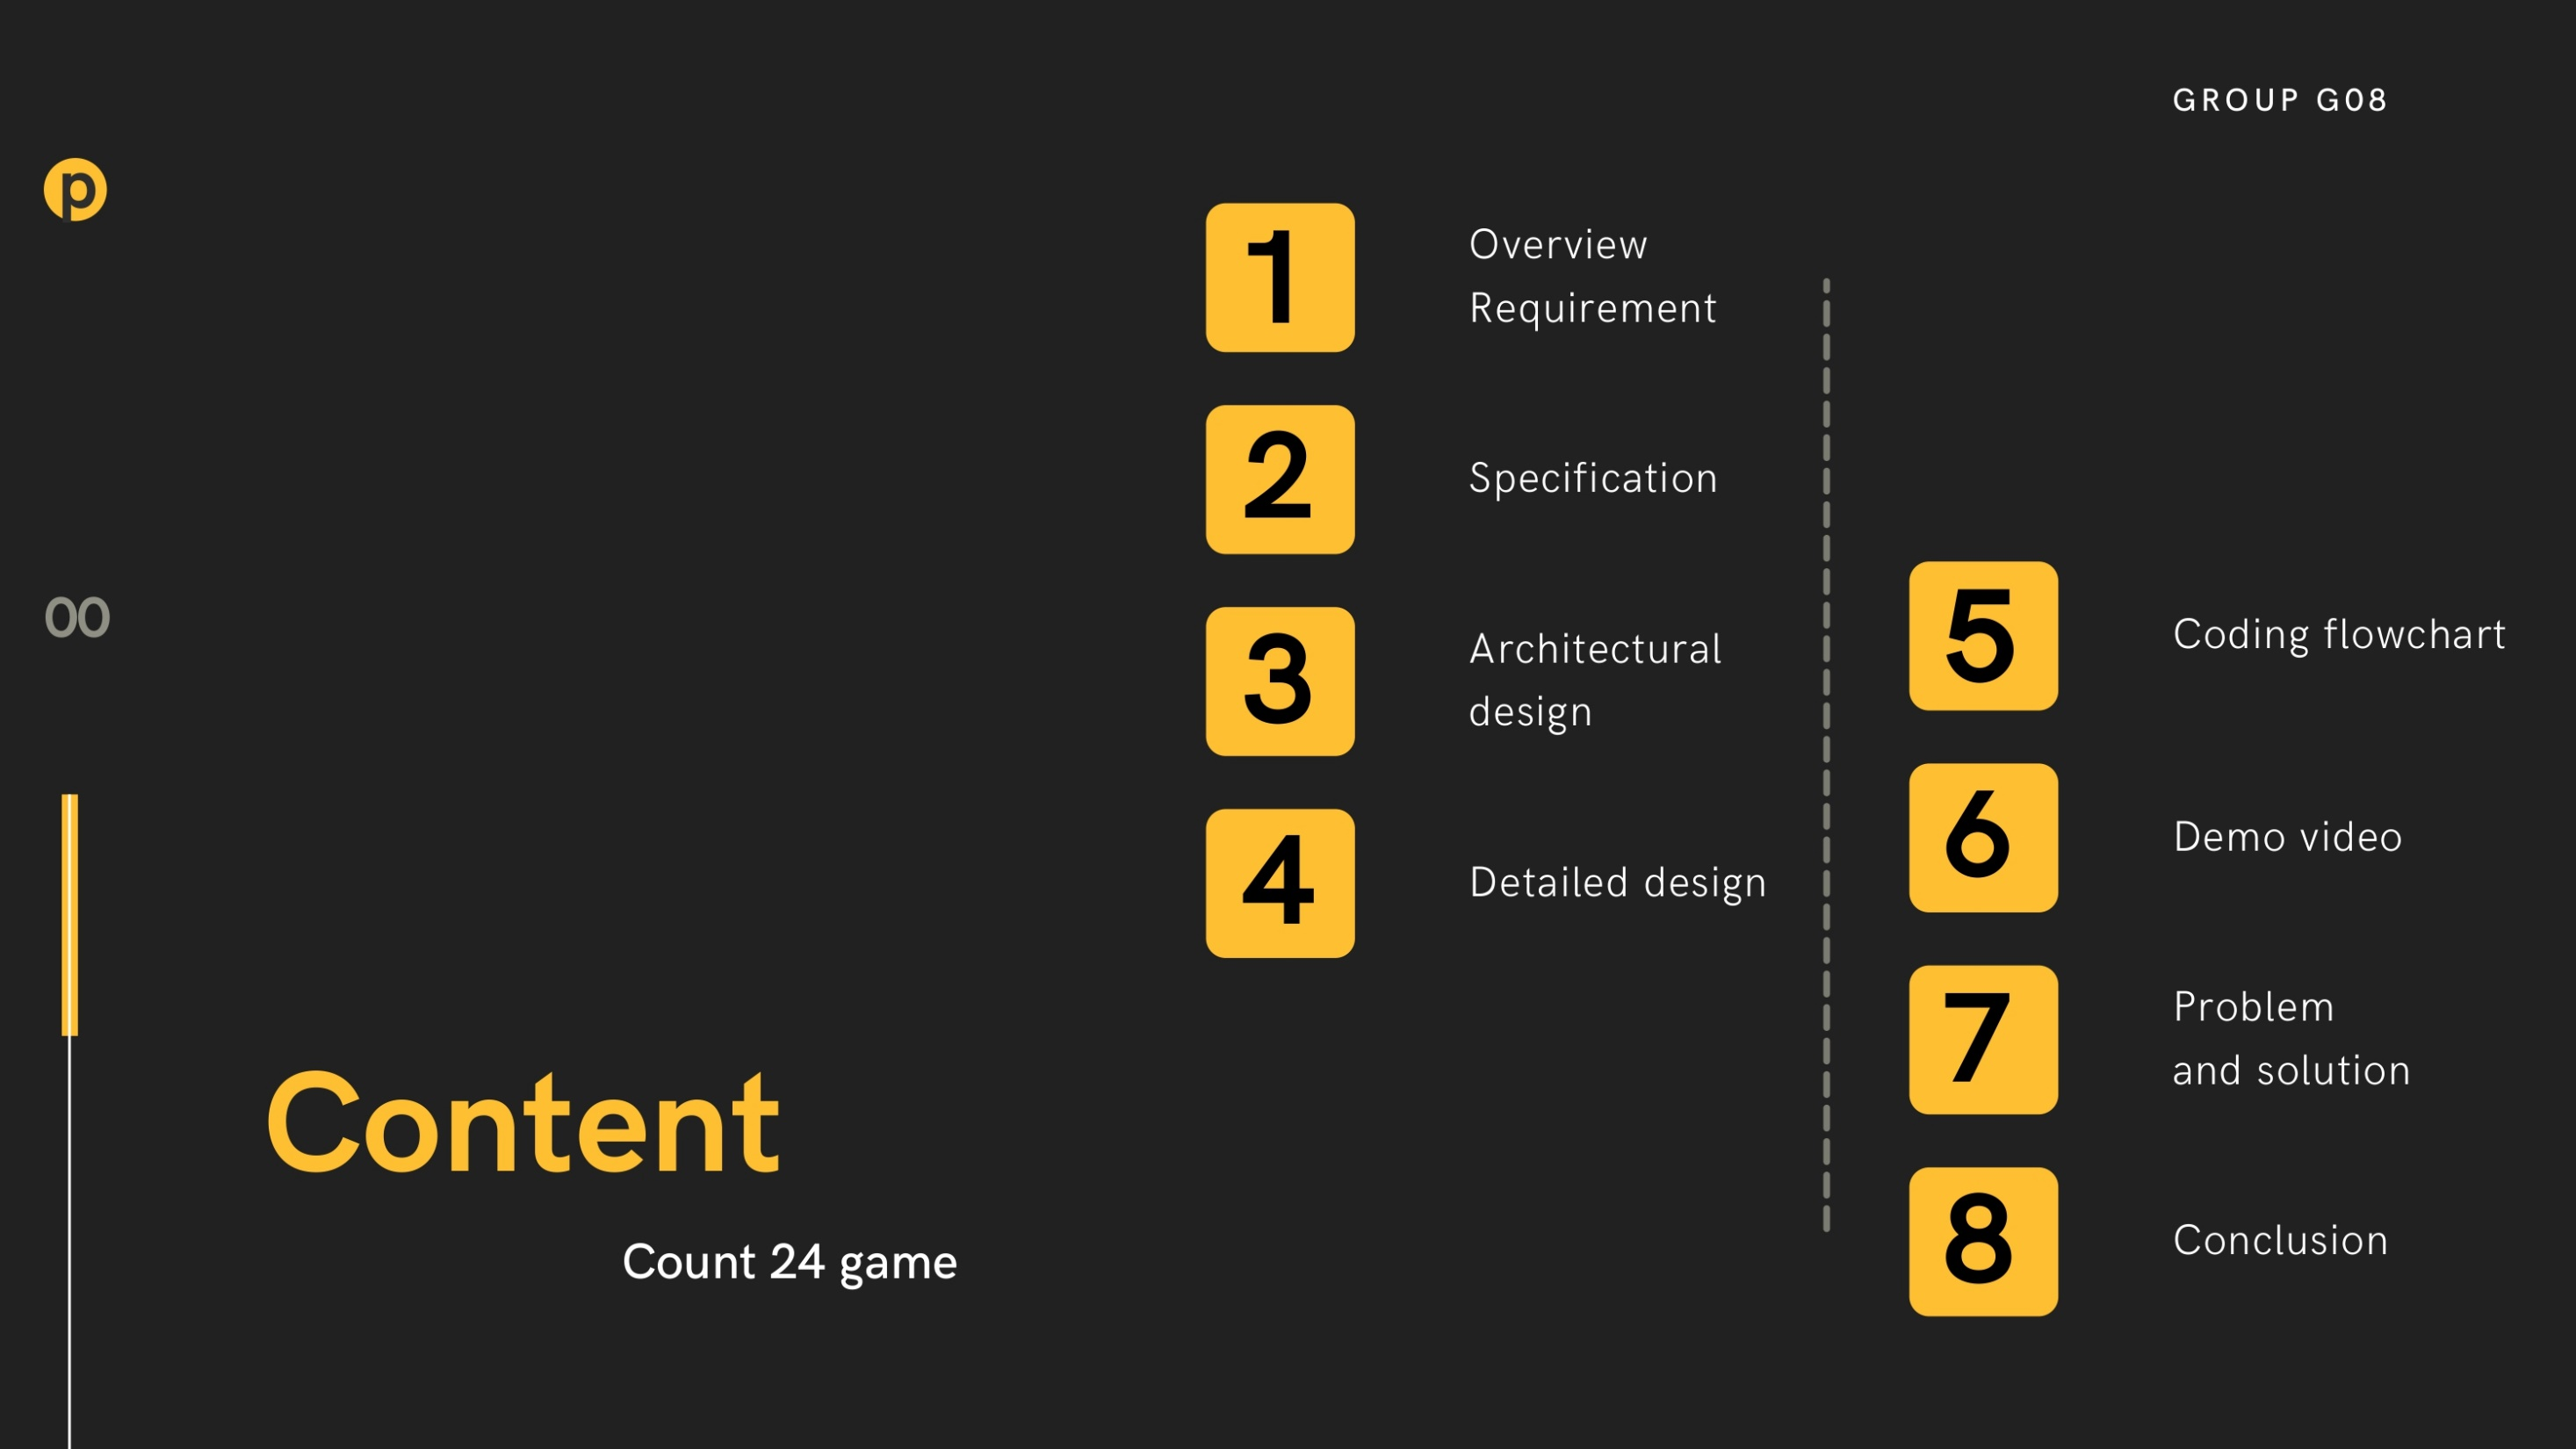 GROUP G08
p
00
Content
Count 24 game
1
Overview
Requirement
2
Specification
3
Architectural
design
4
Detailed design
5
Coding flowchart
6
Demo video
7
Problem
and solution
8
Conclusion